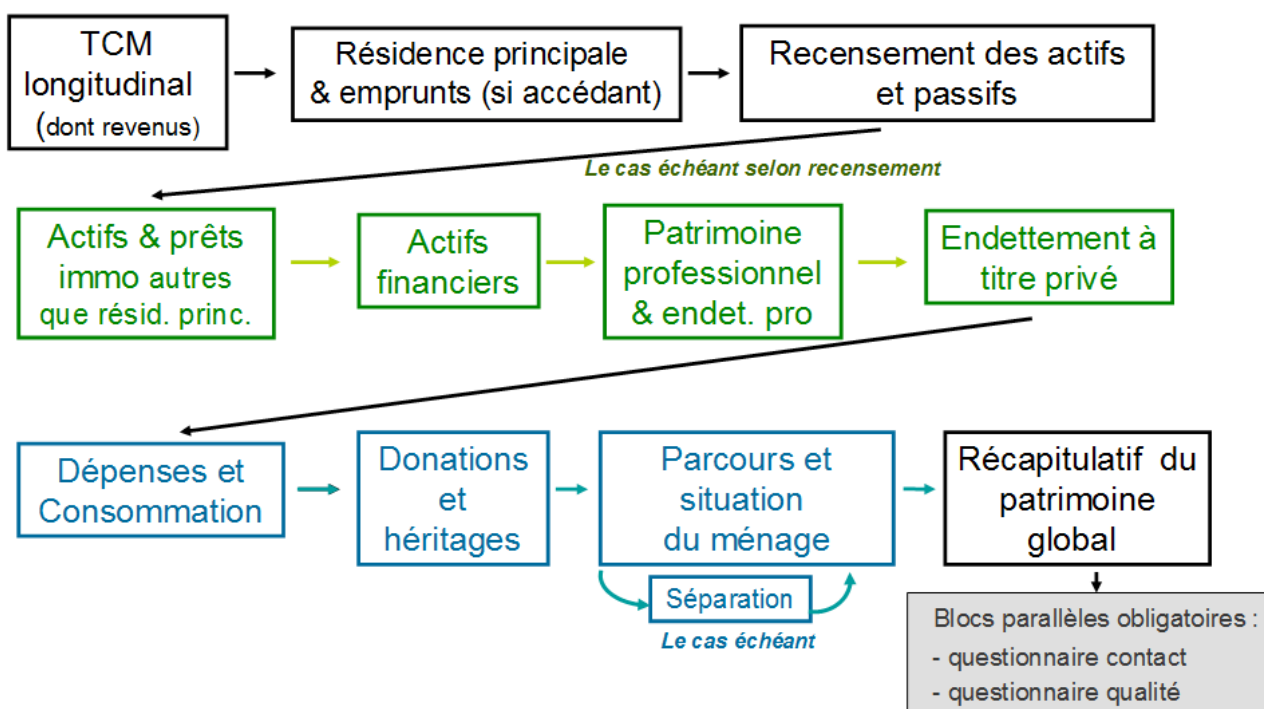 TCM
longitudinal
(dont revenus)
Résidence principale
& emprunts (si accédant)
Recensement des actifs
et passifs
Le cas échéant selon recensement
Actifs & prêts
immo autres
que résid. princ.
Actifs
financiers
Patrimoine
professionnel
& endet. pro
Endettement à
titre privé
Dépenses et
Consommation
Donations
et
héritages
Parcours et
situation
du ménage
Séparation
Le cas échéant
Récapitulatif du
patrimoine
global
Blocs parallèles obligatoires :
- questionnaire contact
- questionnaire qualité